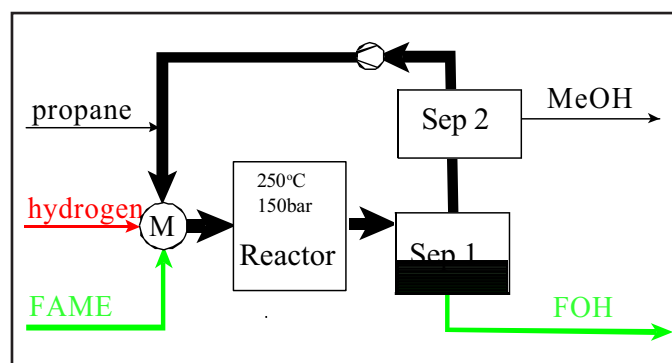 propane
Sep 2
MeOH
hydrogen
M
250°C
150bar
Reactor
Sep 1
FAME
FOH